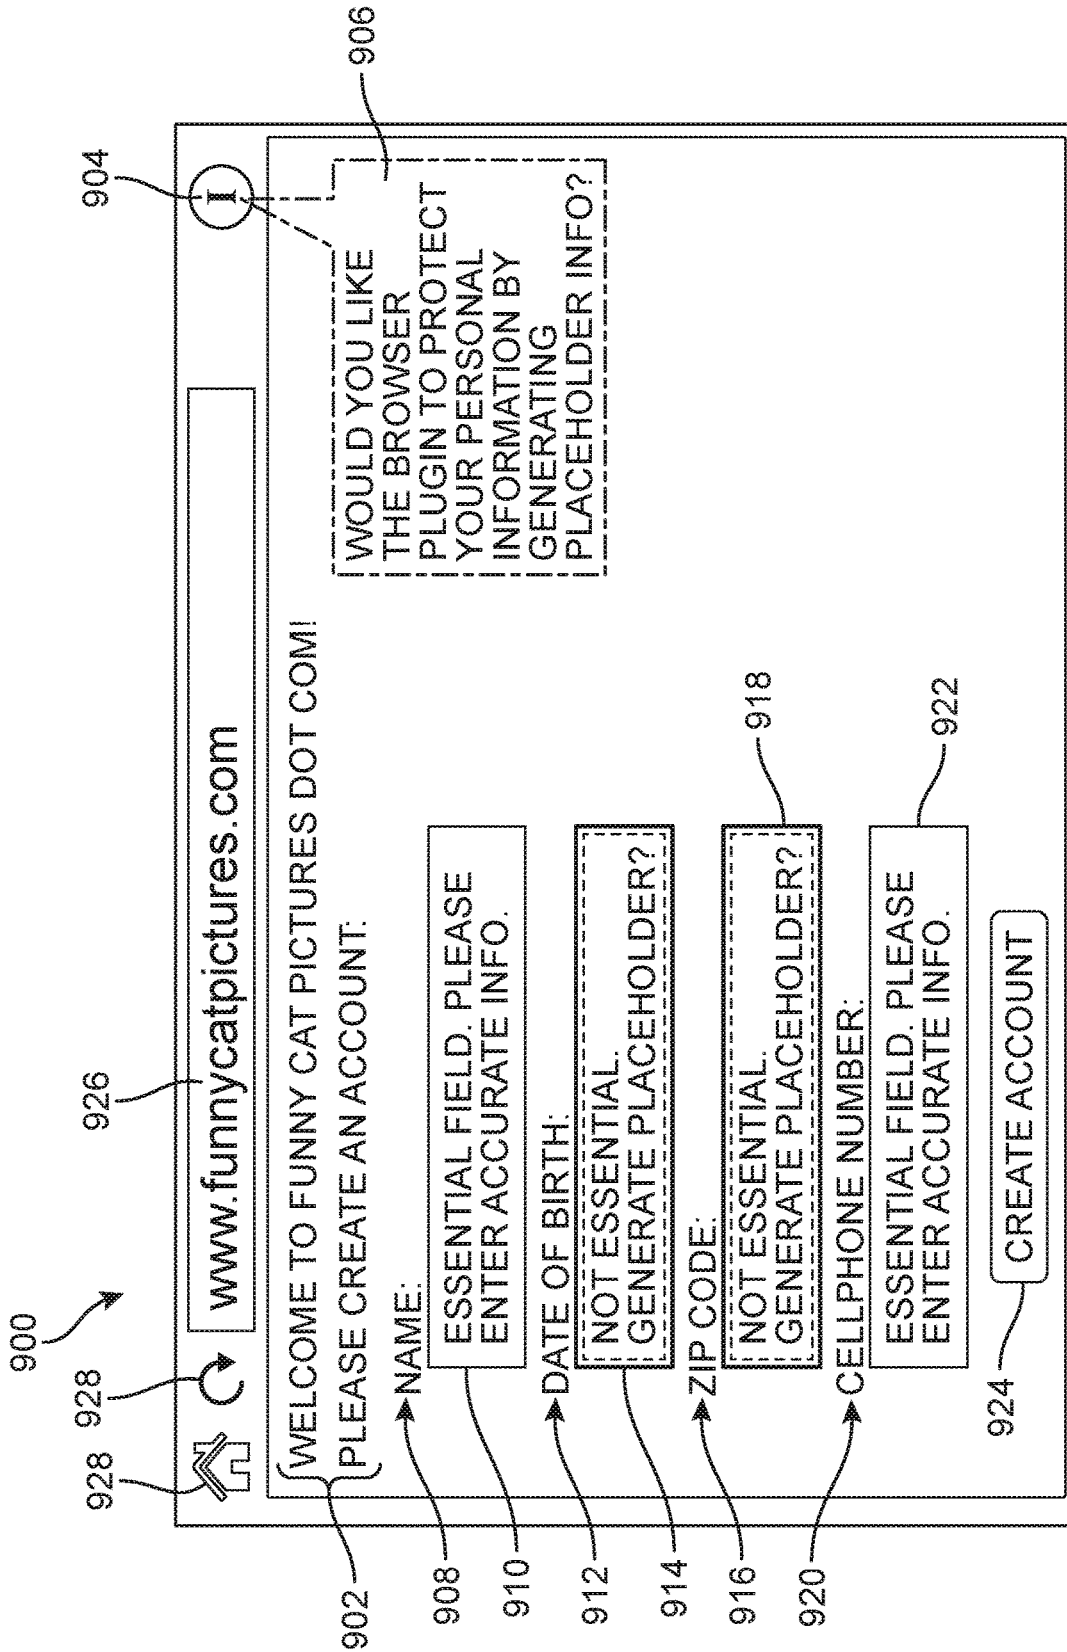 900
928
928
926
904
www.funnycatpictures.com
I
902
WELCOME TO FUNNY CAT PICTURES DOT COM!
PLEASE CREATE AN ACCOUNT:
906
WOULD YOU LIKE
THE BROWSER
PLUGIN TO PROTECT
YOUR PERSONAL
INFORMATION BY
GENERATING
PLACEHOLDER INFO?
908
NAME:
910
ESSENTIAL FIELD. PLEASE
ENTER ACCURATE INFO.
912
DATE OF BIRTH:
914
NOT ESSENTIAL.
GENERATE PLACEHOLDER?
916
ZIP CODE:
918
NOT ESSENTIAL.
GENERATE PLACEHOLDER?
920
CELLPHONE NUMBER:
922
ESSENTIAL FIELD. PLEASE
ENTER ACCURATE INFO.
924
CREATE ACCOUNT